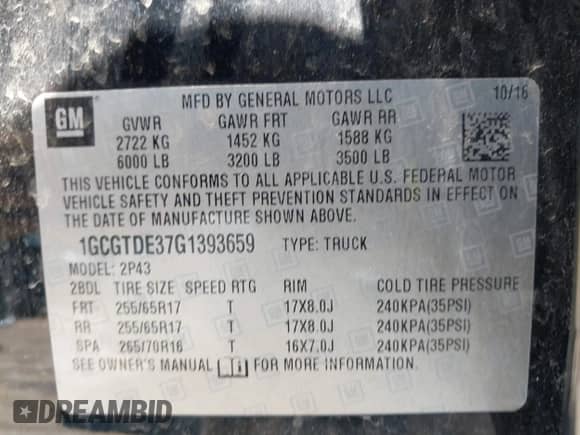 MFD BY GENERAL MOTORS LLC 10/16
GM
GVWR GAWR FRT GAWR RR
2722 KG 1452 KG 1588 KG
6000 LB 3200 LB 3500 LB
THIS VEHICLE CONFORMS TO ALL APPLICABLE U.S. FEDERAL MOTOR
VEHICLE SAFETY AND THEFT PREVENTION STANDARDS IN EFFECT ON
THE DATE OF MANUFACTURE SHOWN ABOVE.
1GCGTDE37G1393659 TYPE: TRUCK
MODEL: 2P43
2BDL TIRE SIZE SPEED RTG RIM COLD TIRE PRESSURE
FRT 255/65R17 T 17X8.0J 240KPA(35PSI)
RR 255/65R17 T 17X8.0J 240KPA(35PSI)
SPA 265/70R16 T 16X7.0J 240KPA(35PSI)
SEE OWNER'S MANUAL FOR MORE INFORMATION.
DREAMBID